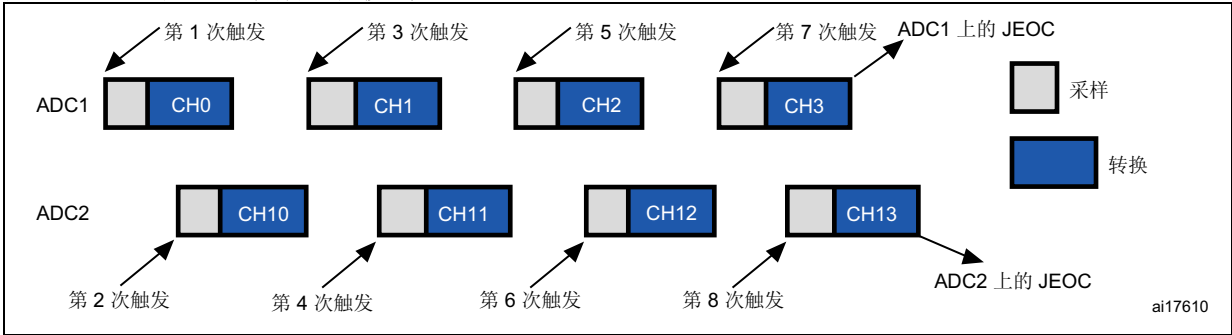 第 1 次触发
第 3 次触发
第 5 次触发
第 7 次触发
ADC1 上的 JEOC
ADC1
CH0
CH1
CH2
CH3
采样
转换
ADC2
CH10
CH11
CH12
CH13
第 2 次触发
第 4 次触发
第 6 次触发
第 8 次触发
ADC2 上的 JEOC
ai17610